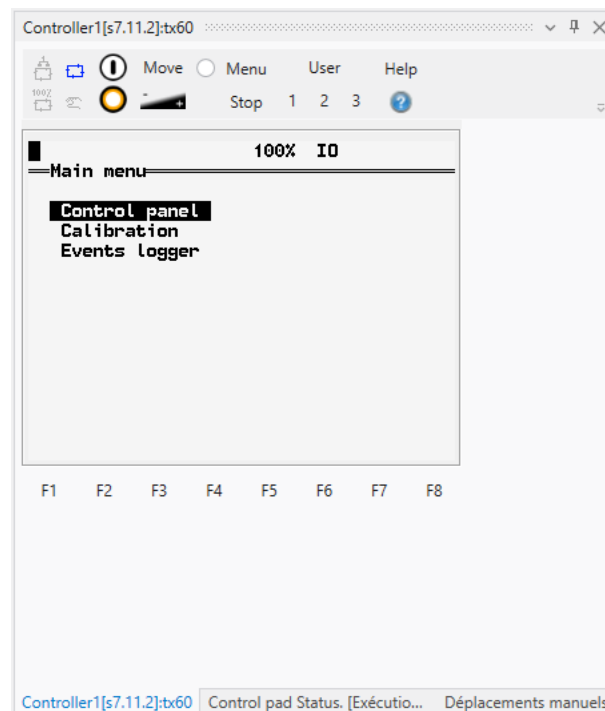 Controller1[s7.11.2]:tx60
Move Menu User Help
100%
- + Stop 1 2 3 ?
100% IO
Main menu
Control panel
Calibration
Events logger
F1 F2 F3 F4 F5 F6 F7 F8
Controller1[s7.11.2]:tx60 Control pad Status. [Exécutio... Déplacements manuels